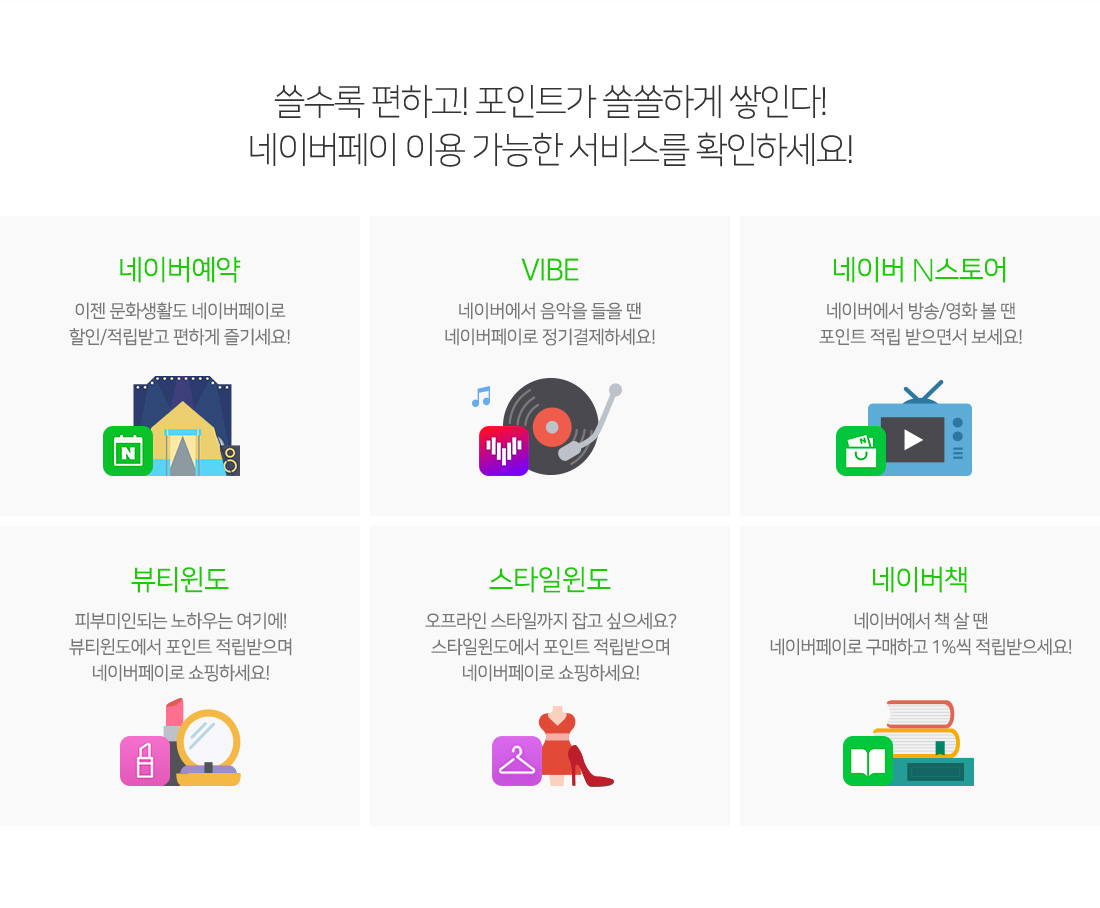 쓸수록 편하고! 포인트가 쏠쏠하게 쌓인다!
네이버페이 이용 가능한 서비스를 확인하세요!
네이버예약
이젠 문화생활도 네이버페이로
할인/적립받고 편하게 즐기세요!
N
VIBE
네이버에서 음악을 들을 땐
네이버페이로 정기결제하세요!
네이버 N스토어
네이버에서 방송/영화 볼 땐
포인트 적립 받으면서 보세요!
N
뷰티윈도
피부미인되는 노하우는 여기에!
뷰티윈도에서 포인트 적립받으며
네이버페이로 쇼핑하세요!
스타일윈도
오프라인 스타일까지 잡고 싶으세요?
스타일윈도에서 포인트 적립받으며
네이버페이로 쇼핑하세요!
네이버책
네이버에서 책 살 땐
네이버페이로 구매하고 1%씩 적립받으세요!